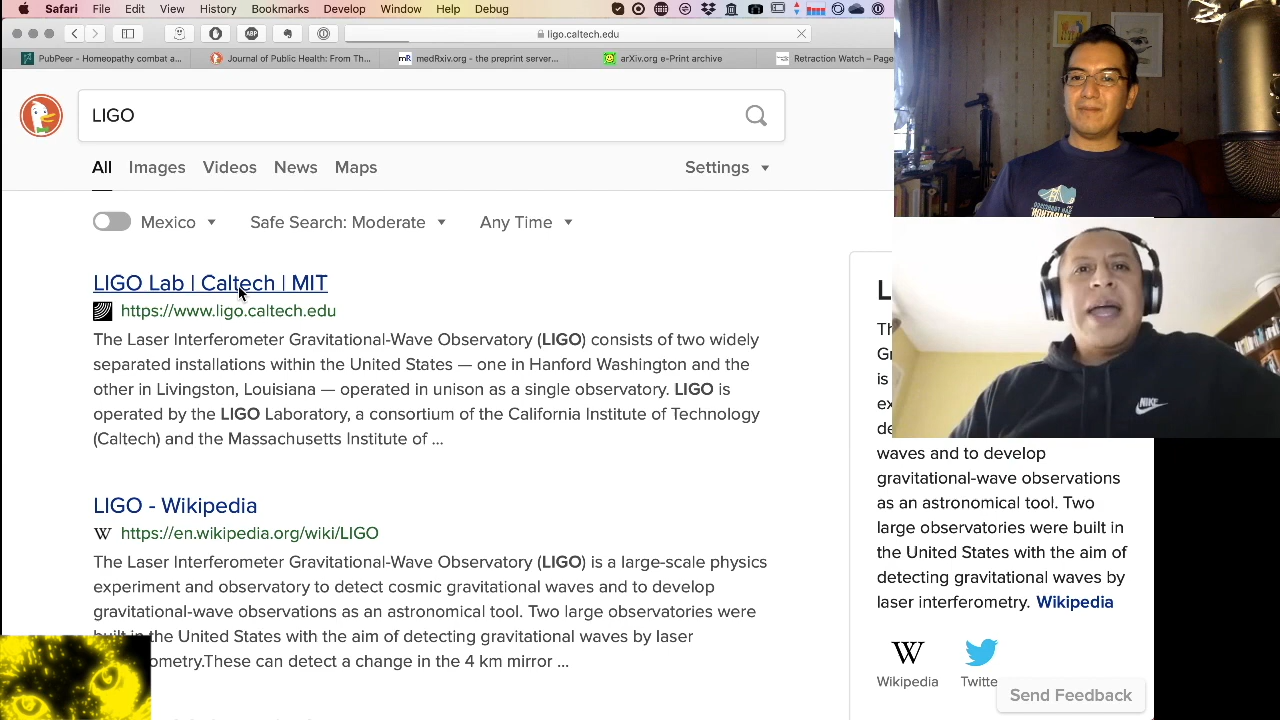 Safari File Edit View History Bookmarks Develop Window Help Debug
ligo.caltech.edu
PubPeer - Homeopathy combat a...
Journal of Public Health: From Th...
medRxiv.org - the preprint server...
arXiv.org e-Print archive
Retraction Watch – Page
ABP
LIGO
All Images Videos News Maps Settings
Mexico Safe Search: Moderate Any Time
LIGO Lab | Caltech | MIT
https://www.ligo.caltech.edu
The Laser Interferometer Gravitational-Wave Observatory (LIGO) consists of two widely
separated installations within the United States — one in Hanford Washington and the
other in Livingston, Louisiana — operated in unison as a single observatory. LIGO is
operated by the LIGO Laboratory, a consortium of the California Institute of Technology
(Caltech) and the Massachusetts Institute of ...
LIGO - Wikipedia
https://en.wikipedia.org/wiki/LIGO
The Laser Interferometer Gravitational-Wave Observatory (LIGO) is a large-scale physics
experiment and observatory to detect cosmic gravitational waves and to develop
gravitational-wave observations as an astronomical tool. Two large observatories were
built in the United States with the aim of detecting gravitational waves by laser
ometry.These can detect a change in the 4 km mirror ...
waves and to develop
gravitational-wave observations
as an astronomical tool. Two
large observatories were built in
the United States with the aim of
detecting gravitational waves by
laser interferometry. Wikipedia
W
Wikipedia Twitte
Send Feedback
NIKE